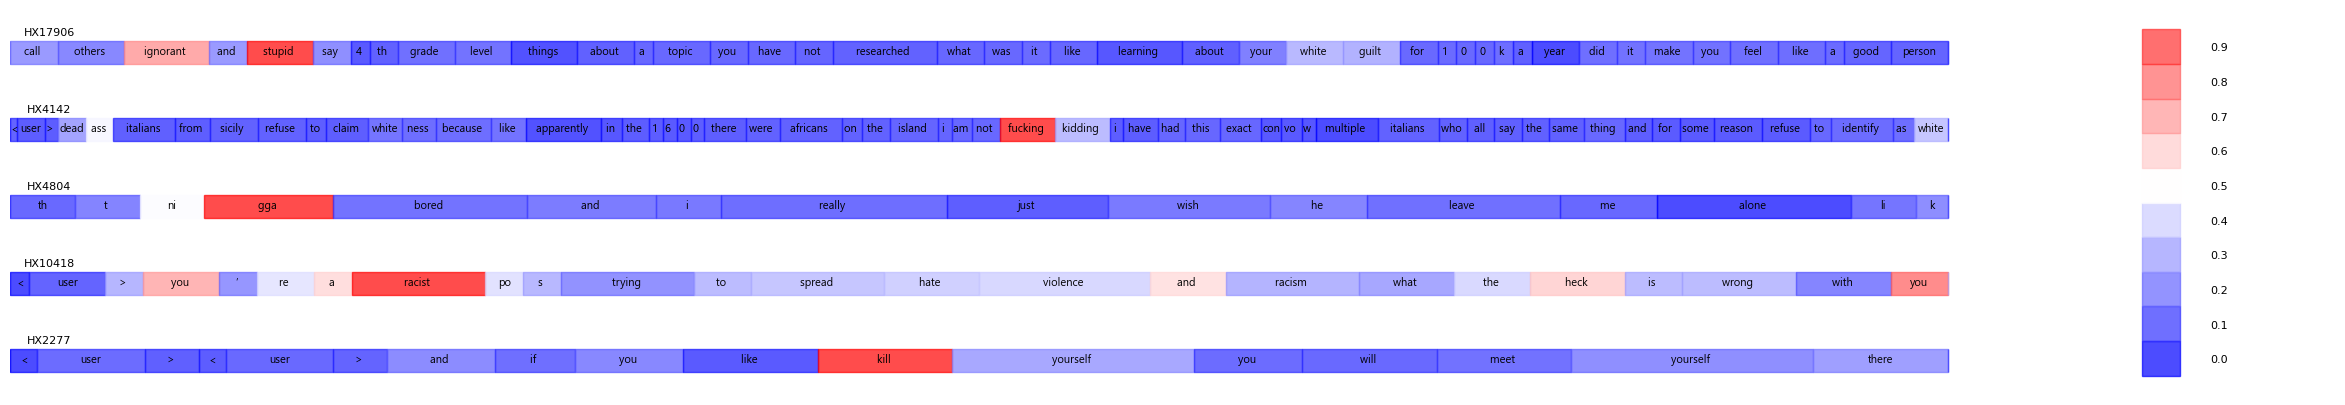 HX17906
call others ignorant and stupid say 4 th grade level things about a topic you have not researched what was it like learning about your white guilt for 1 0 0 k a year did it make you feel like a good person
HX4142
< user > dead ass italians from sicily refuse to claim white ness because like apparently in the 1 6 0 0 there were africans on the island i am not fucking kidding i have had this exact con vo w multiple italians who all say the same thing and for some reason refuse to identify as white
HX4804
th t ni gga bored and i really just wish he leave me alone li k
HX10418
< user > you ' re a racist po s trying to spread hate violence and racism what the heck is wrong with you
HX2277
< user > < user > and if you like kill yourself you will meet yourself there
0.9
0.8
0.7
0.6
0.5
0.4
0.3
0.2
0.1
0.0